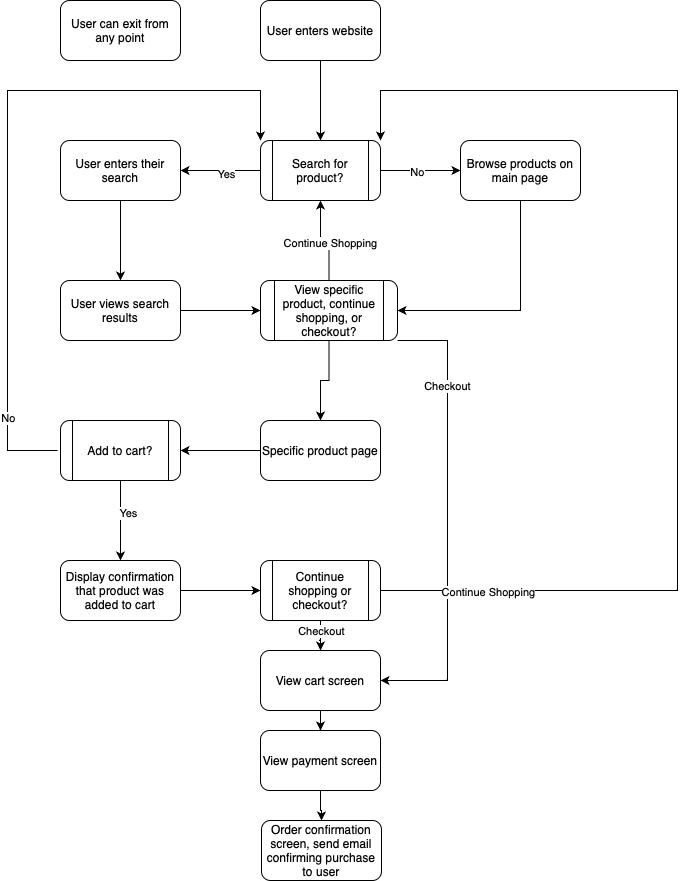 User can exit from
any point
User enters website
User enters their
search
Yes
Search for
product?
No
Browse products on
main page
Continue Shopping
User views search
results
View specific
product, continue
shopping, or
checkout?
Checkout
No
Add to cart?
Specific product page
Yes
Display confirmation
that product was
added to cart
Continue
shopping or
checkout?
Continue Shopping
Checkout
View cart screen
View payment screen
Order confirmation
screen, send email
confirming purchase
to user